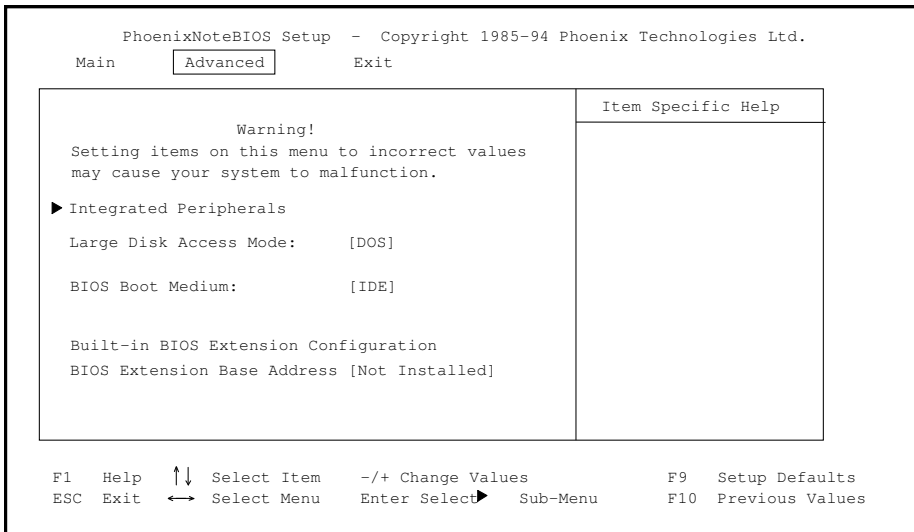 PhoenixNoteBIOS Setup - Copyright 1985-94 Phoenix Technologies Ltd.
Main Advanced Exit
Item Specific Help
Warning!
Setting items on this menu to incorrect values
may cause your system to malfunction.
Integrated Peripherals
Large Disk Access Mode: [DOS]
BIOS Boot Medium: [IDE]
Built-in BIOS Extension Configuration
BIOS Extension Base Address [Not Installed]
F1 Help ↑↓ Select Item -/+ Change Values F9 Setup Defaults
ESC Exit ↔ Select Menu Enter Select▶ Sub-Menu F10 Previous Values